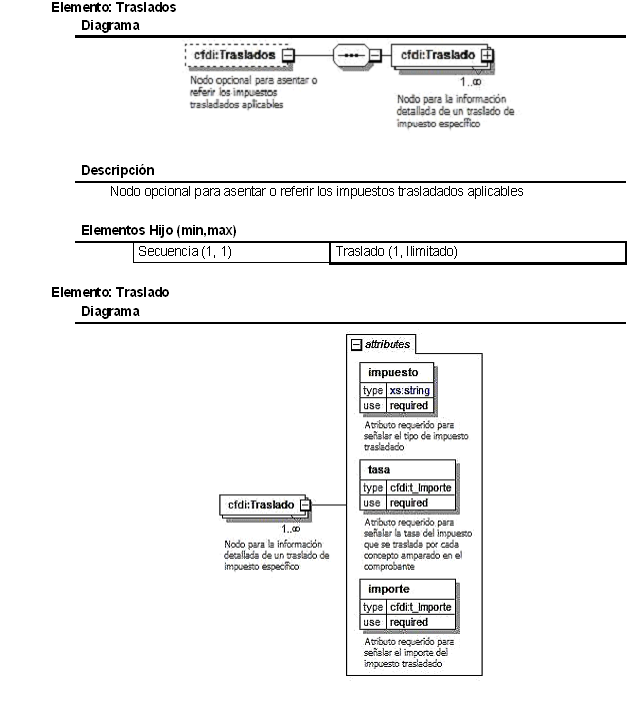 Elemento: Traslados
Diagrama
cfdi:Traslados
cfdi:Traslado
1..∞
Nodo opcional para asentar o
referir los impuestos
trasladados aplicables
Nodo para la información
detallada de un traslado de
impuesto específico
Descripción
Nodo opcional para asentar o referir los impuestos trasladados aplicables
Elementos Hijo (min,max)
Secuencia (1, 1) Traslado (1, Ilimitado)
Elemento: Traslado
Diagrama
attributes
impuesto
type xs:string
use required
Atributo requerido para
señalar el tipo de impuesto
trasladado
tasa
type cfdi:t_Importe
use required
Atributo requerido para
señalar la tasa del impuesto
que se traslada por cada
concepto amparado en el
comprobante
cfdi:Traslado
1..∞
Nodo para la información
detallada de un traslado de
impuesto específico
importe
type cfdi:t_Importe
use required
Atributo requerido para
señalar el importe del
impuesto trasladado